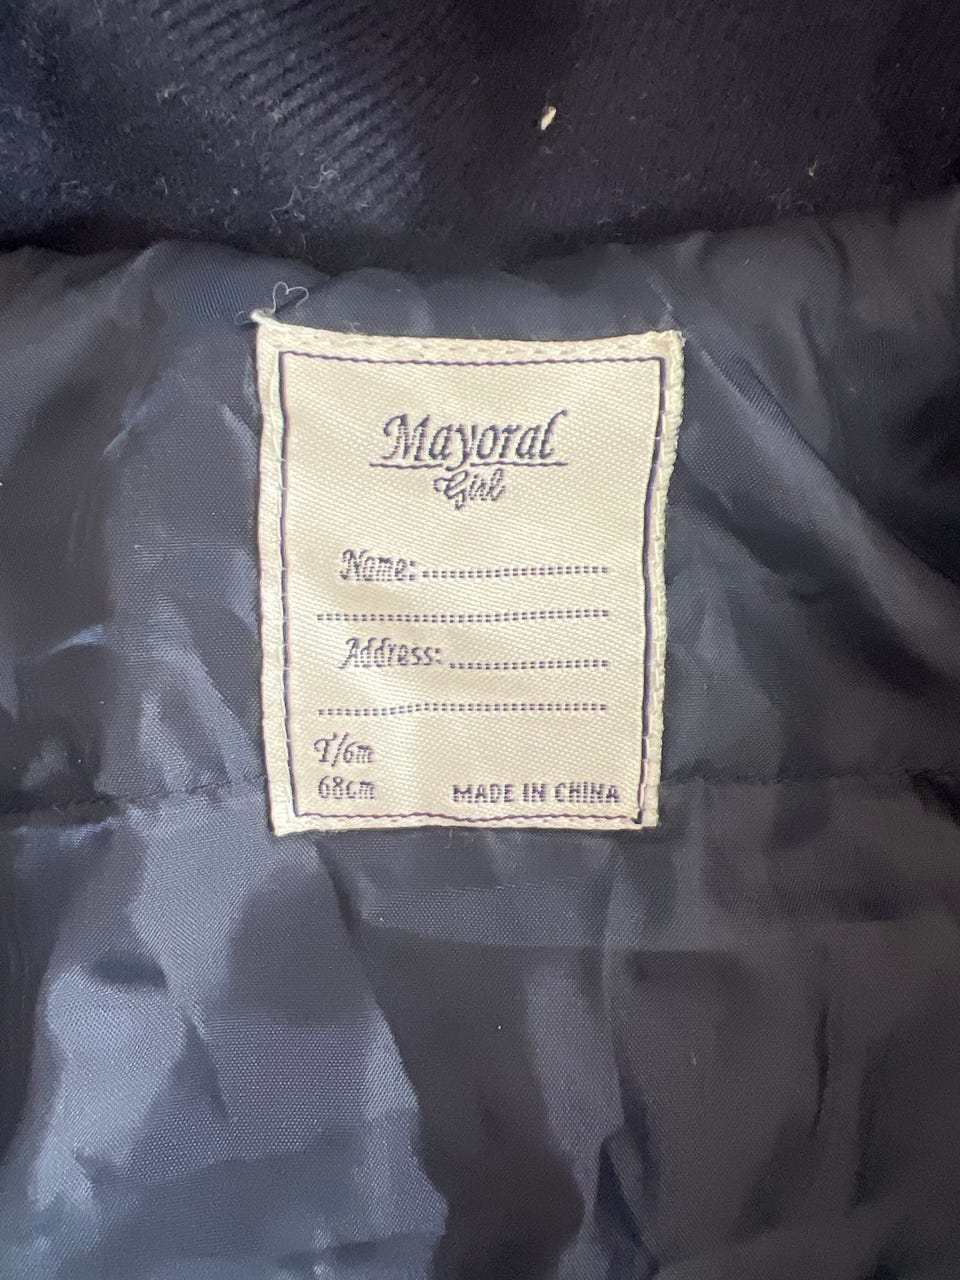 Mayoral
Girl
Name:
Address:
T/6m
68cm MADE IN CHINA